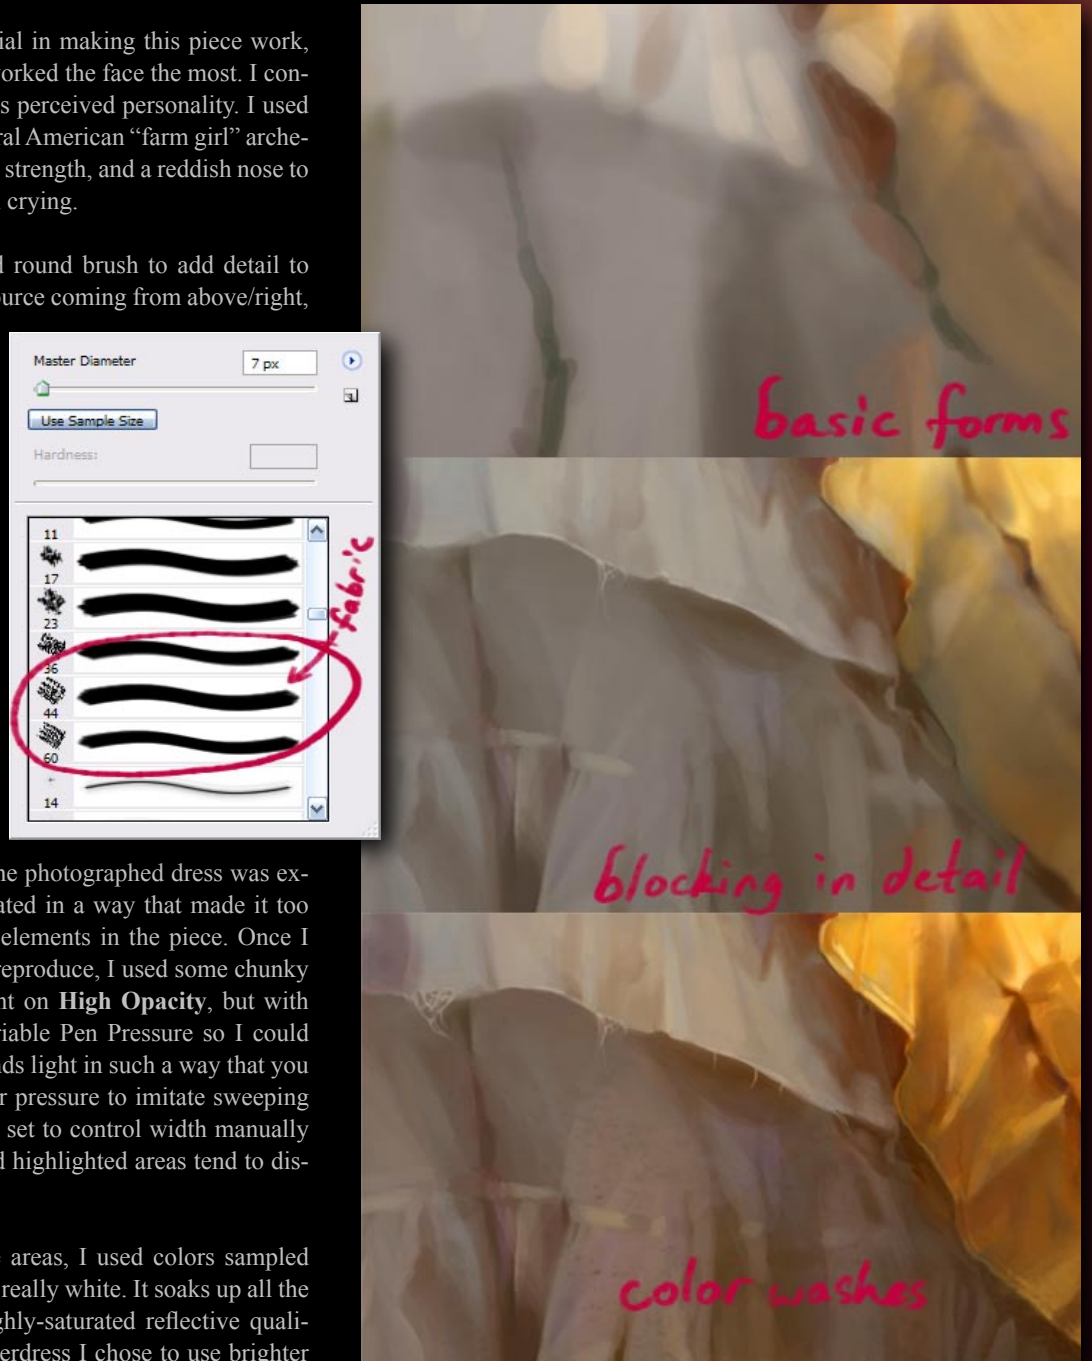 ial in making this piece work,
orked the face the most. I con-
s perceived personality. I used
ral American “farm girl” arche-
strength, and a reddish nose to
crying.
d round brush to add detail to
urce coming from above/right,
Master Diameter
7 px
Use Sample Size
Hardness:
11
17
23
36
44
60
14
fabric
ne photographed dress was ex-
ated in a way that made it too
elements in the piece. Once I
reproduce, I used some chunky
nt on High Opacity, but with
riable Pen Pressure so I could
nds light in such a way that you
r pressure to imitate sweeping
set to control width manually
d highlighted areas tend to dis-
areas, I used colors sampled
really white. It soaks up all the
ghly-saturated reflective quali-
erdress I chose to use brighter
basic forms
blocking in detail
color washes